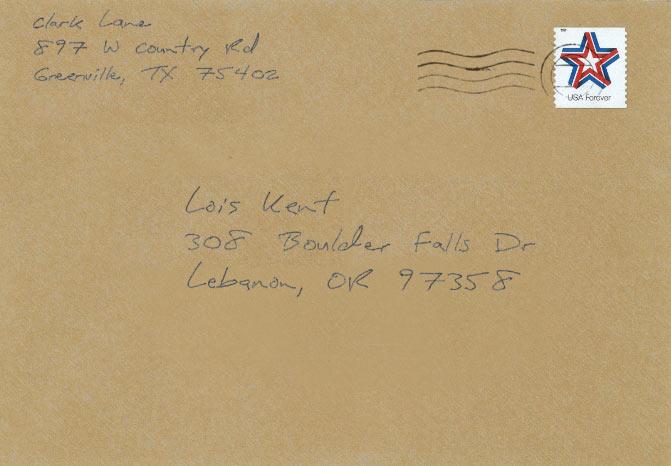 Clark Lane
897 W Country Rd
Greenville, TX 75402
USA Forever
Lois Kent
308 Boulder Falls Dr
Lebanon, OR 97358